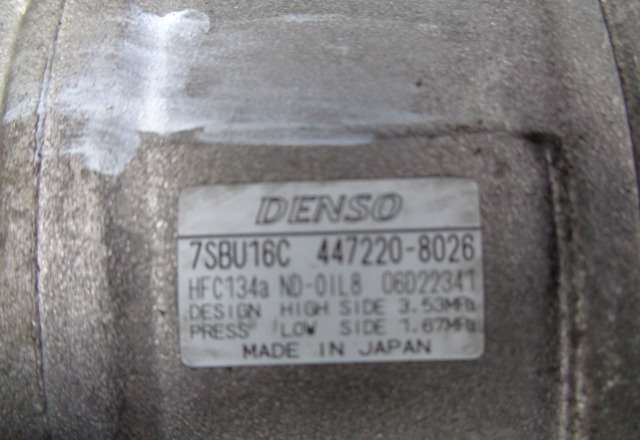 DENSO
7SBU16C 447220-8026
HFC134a ND-OIL8 06D22341
DESIGN HIGH SIDE 3.53MPa
PRESS LOW SIDE 1.67MPa
MADE IN JAPAN